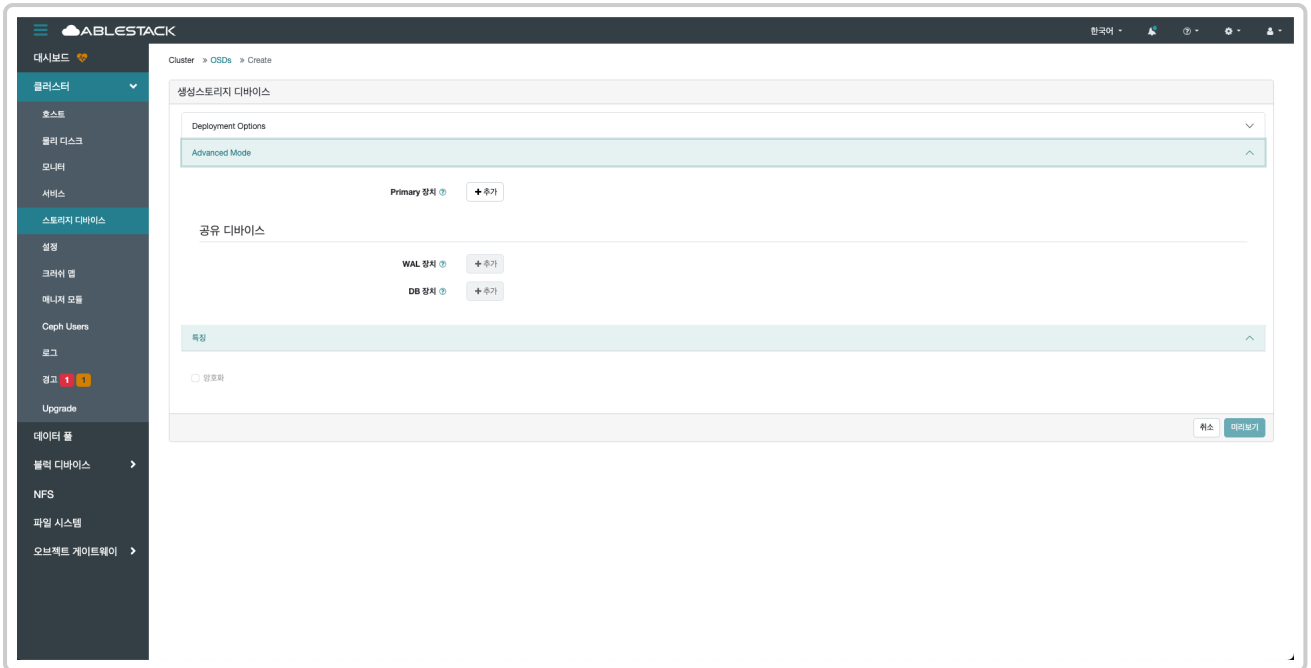 ABLESTACK
한국어
대시보드
Cluster » OSDs » Create
클러스터
생성스토리지 디바이스
호스트
Deployment Options
물리 디스크
Advanced Mode
모니터
서비스
Primary 장치
추가
스토리지 디바이스
공유 디바이스
설정
WAL 장치
추가
크러쉬 맵
DB 장치
추가
매니저 모듈
Ceph Users
특징
로그
암호화
경고 1 1
Upgrade
취소 미리보기
데이터 풀
블럭 디바이스
NFS
파일 시스템
오브젝트 게이트웨이